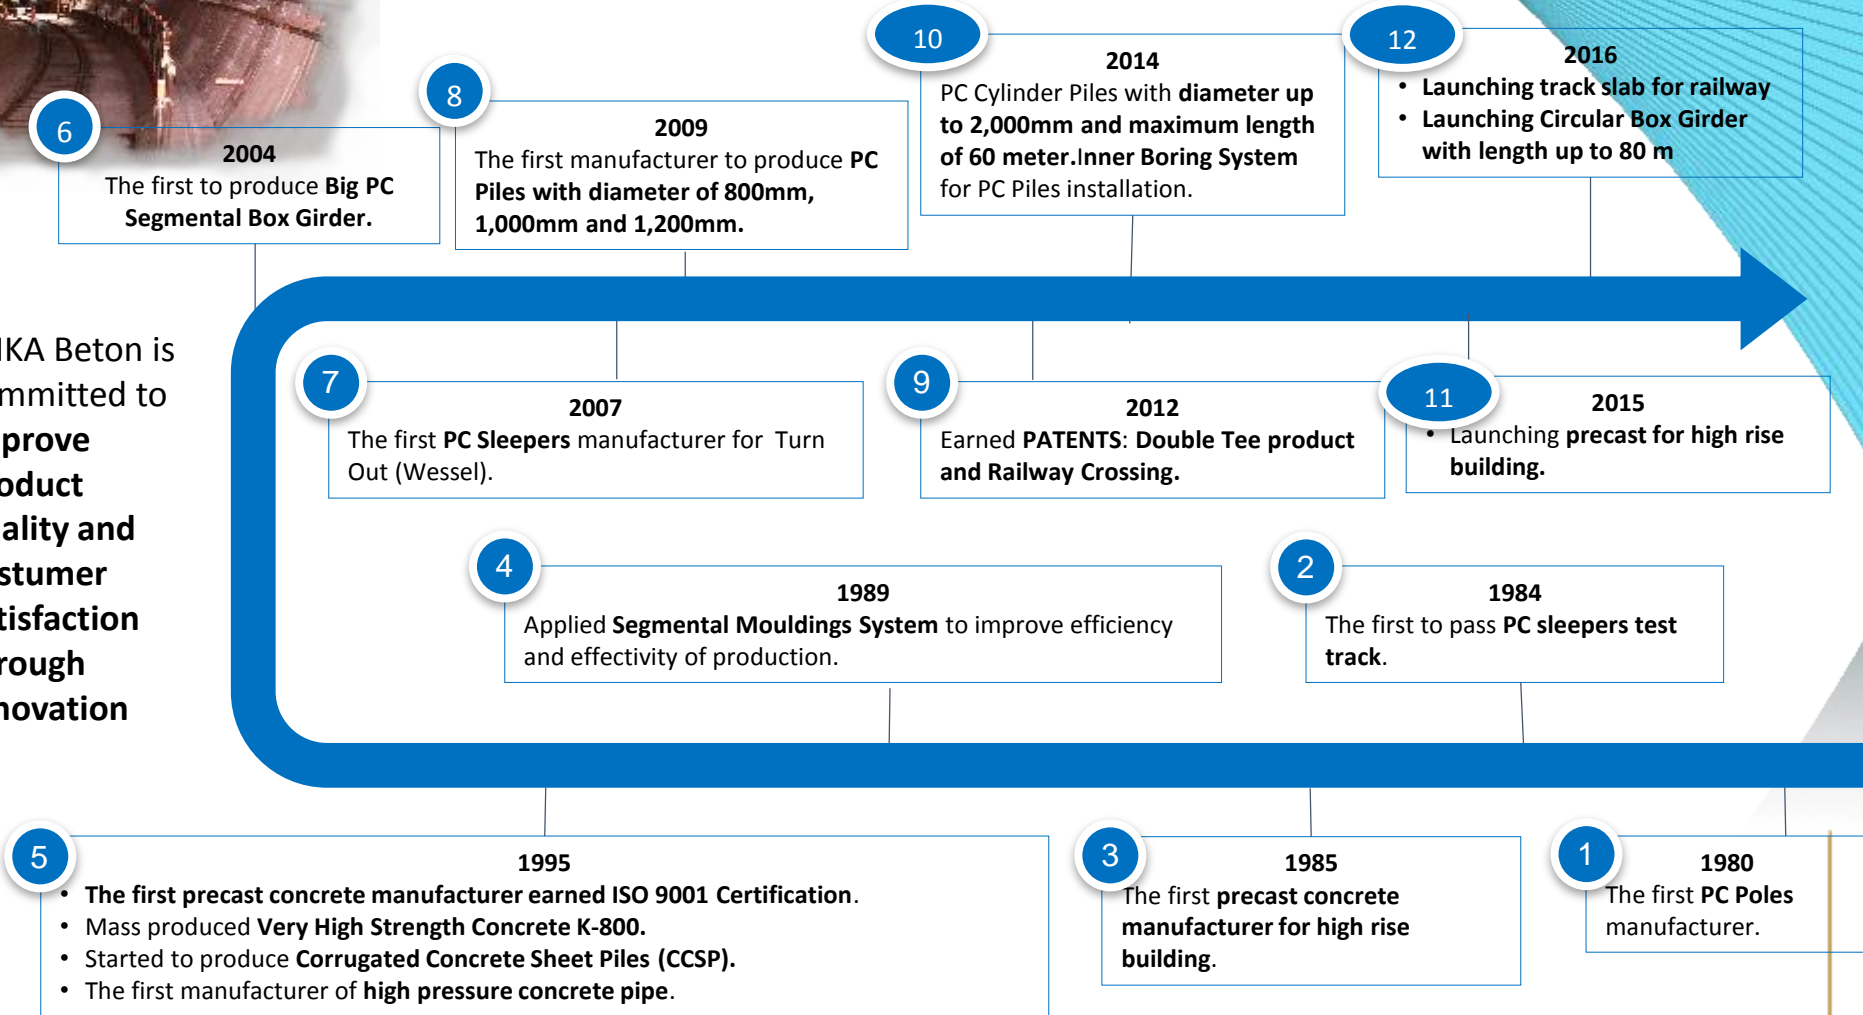 10
12
8
6
2004
The first to produce Big PC
Segmental Box Girder.
2009
The first manufacturer to produce PC
Piles with diameter of 800mm,
1,000mm and 1,200mm.
2014
PC Cylinder Piles with diameter up
to 2,000mm and maximum length
of 60 meter.Inner Boring System
for PC Piles installation.
2016
• Launching track slab for railway
• Launching Circular Box Girder
with length up to 80 m
IKA Beton is
mmitted to
prove
oduct
ality and
stumer
tisfaction
rough
novation
7
2007
The first PC Sleepers manufacturer for Turn
Out (Wessel).
9
2012
Earned PATENTS: Double Tee product
and Railway Crossing.
11
2015
• Launching precast for high rise
building.
4
1989
Applied Segmental Mouldings System to improve efficiency
and effectivity of production.
2
1984
The first to pass PC sleepers test
track.
5
1995
• The first precast concrete manufacturer earned ISO 9001 Certification.
• Mass produced Very High Strength Concrete K-800.
• Started to produce Corrugated Concrete Sheet Piles (CCSP).
• The first manufacturer of high pressure concrete pipe.
3
1985
The first precast concrete
manufacturer for high rise
building.
1
1980
The first PC Poles
manufacturer.